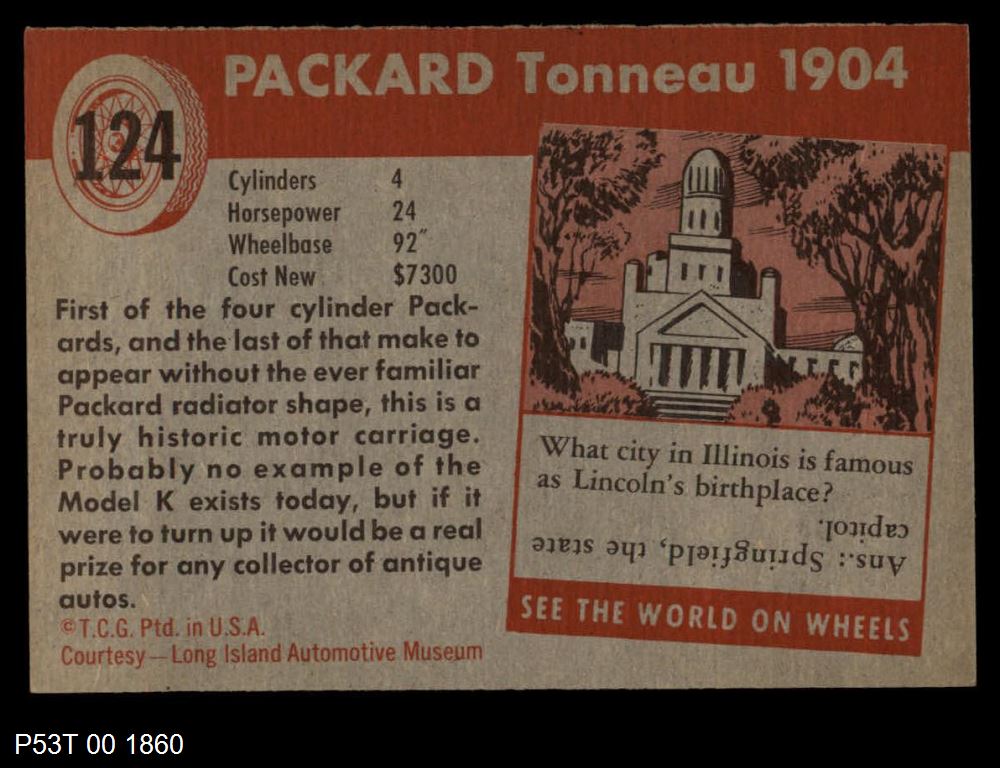 PACKARD Tonneau 1904
124
Cylinders 4
Horsepower 24
Wheelbase 92"
Cost New $7300
First of the four cylinder Pack-
ards, and the last of that make to
appear without the ever familiar
Packard radiator shape, this is a
truly historic motor carriage.
Probably no example of the
Model K exists today, but if it
were to turn up it would be a real
prize for any collector of antique
autos.
©T.C.G. Ptd. in U.S.A.
Courtesy—Long Island Automotive Museum
What city in Illinois is famous
as Lincoln's birthplace?
Ans.: Springfield, the state
capitol.
SEE THE WORLD ON WHEELS
P53T 00 1860